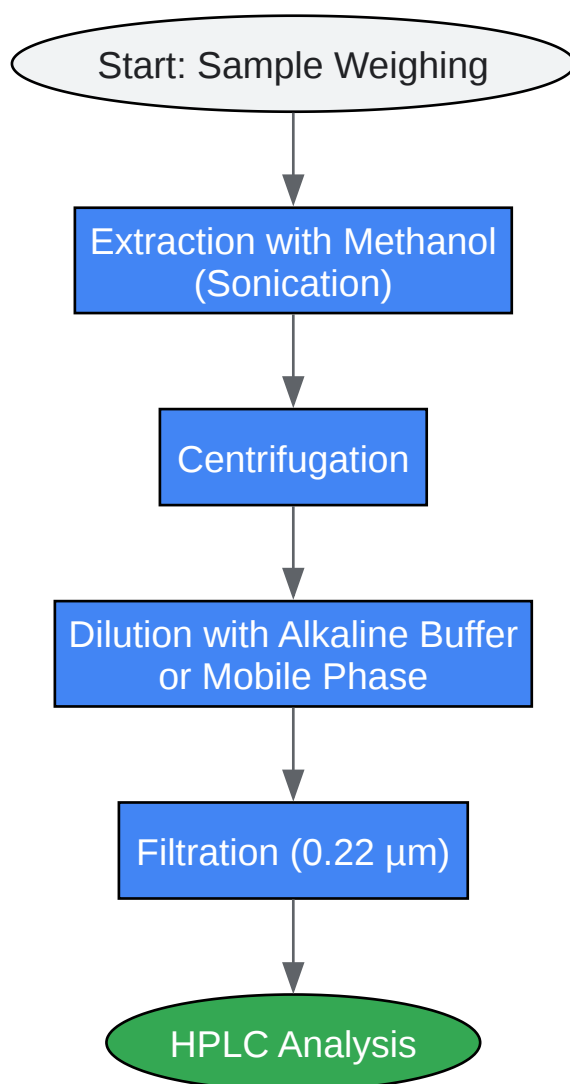 Start: Sample Weighing
Extraction with Methanol
(Sonication)
Centrifugation
Dilution with Alkaline Buffer
or Mobile Phase
Filtration (0.22 µm)
HPLC Analysis